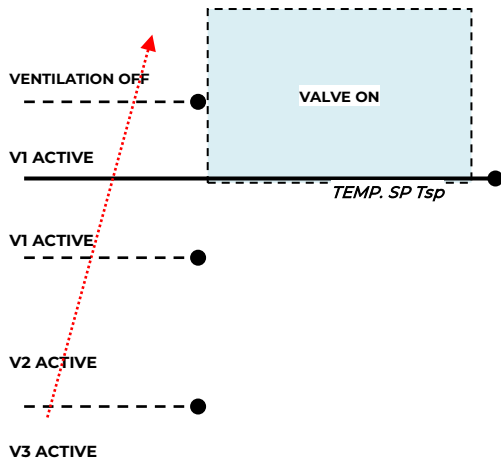 VENTILATION OFF
VALVE ON
V1 ACTIVE
TEMP. SP Tsp
V1 ACTIVE
V2 ACTIVE
V3 ACTIVE